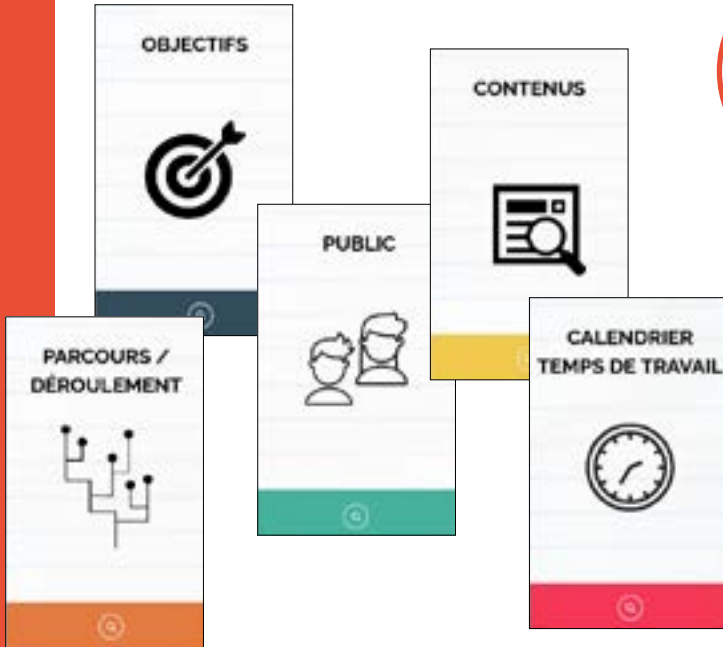 OBJECTIFS
CONTENUS
PUBLIC
PARCOURS /
DÉROULEMENT
CALENDRIER
TEMPS DE TRAVAIL